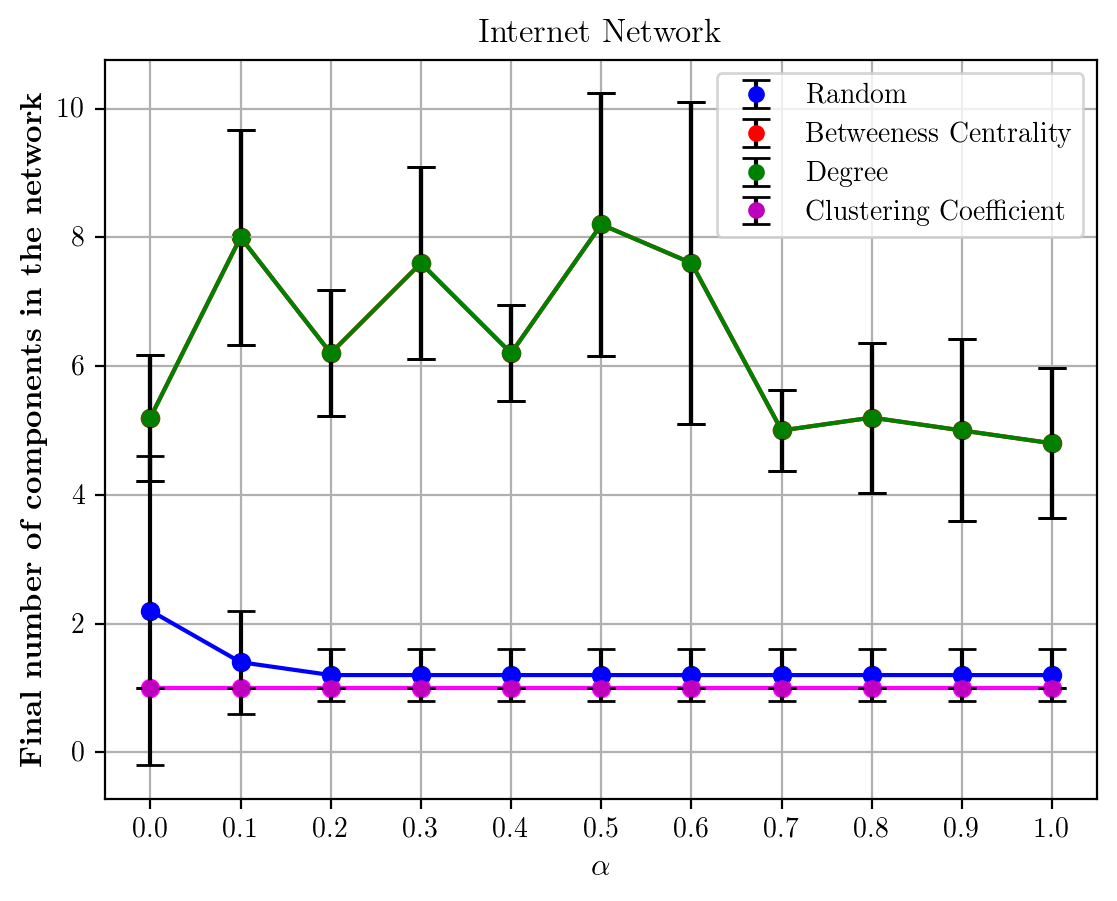 Internet Network
Final number of components in the network
10
8
6
4
2
0
Random
Betweeness Centrality
Degree
Clustering Coefficient
0.0 0.1 0.2 0.3 0.4 0.5 0.6 0.7 0.8 0.9 1.0
α